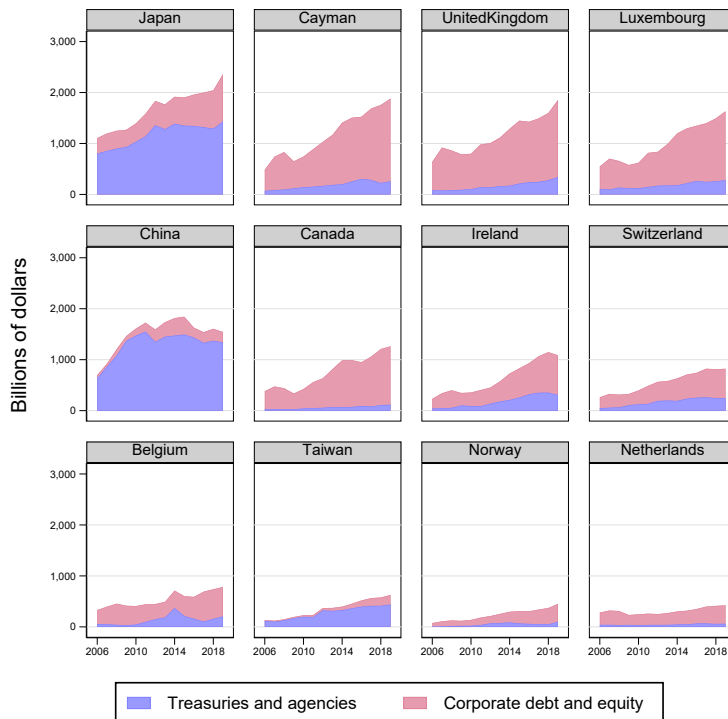 Japan Cayman UnitedKingdom Luxembourg
3,000
2,000
1,000
0
China Canada Ireland Switzerland
3,000
2,000
1,000
0
Belgium Taiwan Norway Netherlands
3,000
2,000
1,000
0
2006 2010 2014 2018 2006 2010 2014 2018 2006 2010 2014 2018 2006 2010 2014 2018
Billions of dollars
Treasuries and agencies Corporate debt and equity